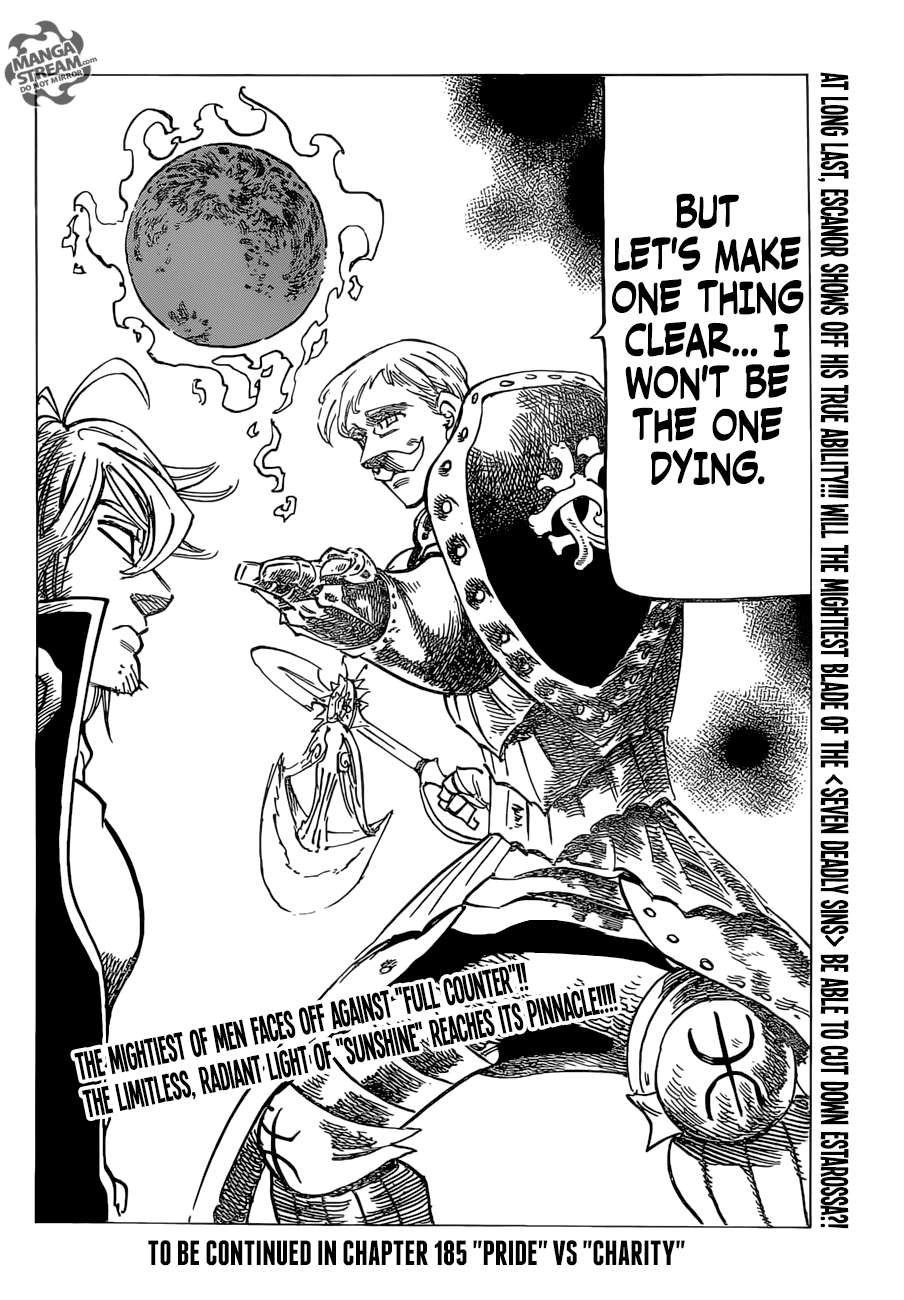 MANGA
STREAM.com
DO NOT MIRROR
BUT
LET'S MAKE
ONE THING
CLEAR... I
WON'T BE
THE ONE
DYING.
AT LONG LAST, ESCANOR SHOWS OFF HIS TRUE ABILITY!!! WILL THE MIGHTIEST BLADE OF THE <SEVEN DEADLY SINS> BE ABLE TO CUT DOWN ESTAROSSA?!
THE MIGHTIEST OF MEN FACES OFF AGAINST "FULL COUNTER"!!
THE LIMITLESS, RADIANT LIGHT OF "SUNSHINE" REACHES ITS PINNACLE!!!!
TO BE CONTINUED IN CHAPTER 185 "PRIDE" VS "CHARITY"